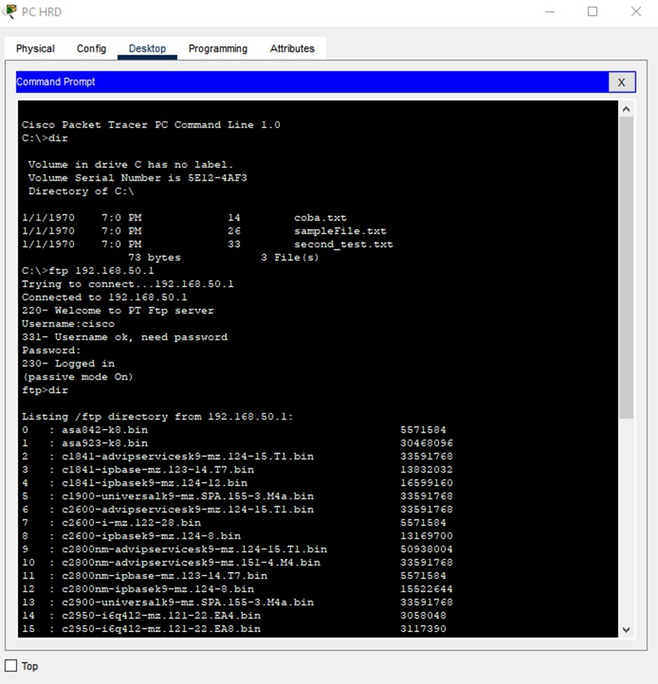 PC HRD
Physical Config Desktop Programming Attributes
Command Prompt X
Cisco Packet Tracer PC Command Line 1.0
C:\>dir
Volume in drive C has no label.
Volume Serial Number is 5E12-4AF3
Directory of C:\
1/1/1970 7:0 PM 14 coba.txt
1/1/1970 7:0 PM 26 sampleFile.txt
1/1/1970 7:0 PM 33 second_test.txt
73 bytes 3 File(s)
C:\>ftp 192.168.50.1
Trying to connect...192.168.50.1
Connected to 192.168.50.1
220- Welcome to PT Ftp server
Username:cisco
331- Username ok, need password
Password:
230- Logged in
(passive mode On)
ftp>dir
Listing /ftp directory from 192.168.50.1:
0 : asa842-k8.bin 5571584
1 : asa923-k8.bin 30468096
2 : c1841-advipservicesk9-mz.124-15.T1.bin 33591768
3 : c1841-ipbase-mz.123-14.T7.bin 13832032
4 : c1841-ipbasek9-mz.124-12.bin 16599160
5 : c1900-universalk9-mz.SPA.155-3.M4a.bin 33591768
6 : c2600-advipservicesk9-mz.124-15.T1.bin 33591768
7 : c2600-i-mz.122-28.bin 5571584
8 : c2600-ipbasek9-mz.124-8.bin 13169700
9 : c2800nm-advipservicesk9-mz.124-15.T1.bin 50938004
10 : c2800nm-advipservicesk9-mz.151-4.M4.bin 33591768
11 : c2800nm-ipbase-mz.123-14.T7.bin 5571584
12 : c2800nm-ipbasek9-mz.124-8.bin 15522644
13 : c2900-universalk9-mz.SPA.155-3.M4a.bin 33591768
14 : c2950-i6q4l2-mz.121-22.EA4.bin 3058048
15 : c2950-i6q4l2-mz.121-22.EA8.bin 3117390
Top